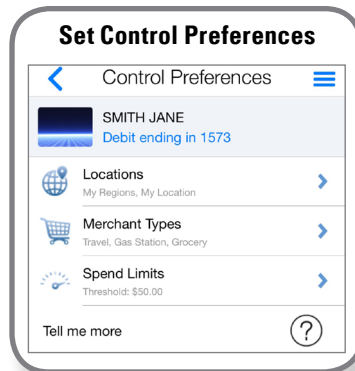 Set Control Preferences
Control Preferences
SMITH JANE
Debit ending in 1573
Locations
My Regions, My Location
Merchant Types
Travel, Gas Station, Grocery
Spend Limits
Threshold: $50.00
Tell me more ?